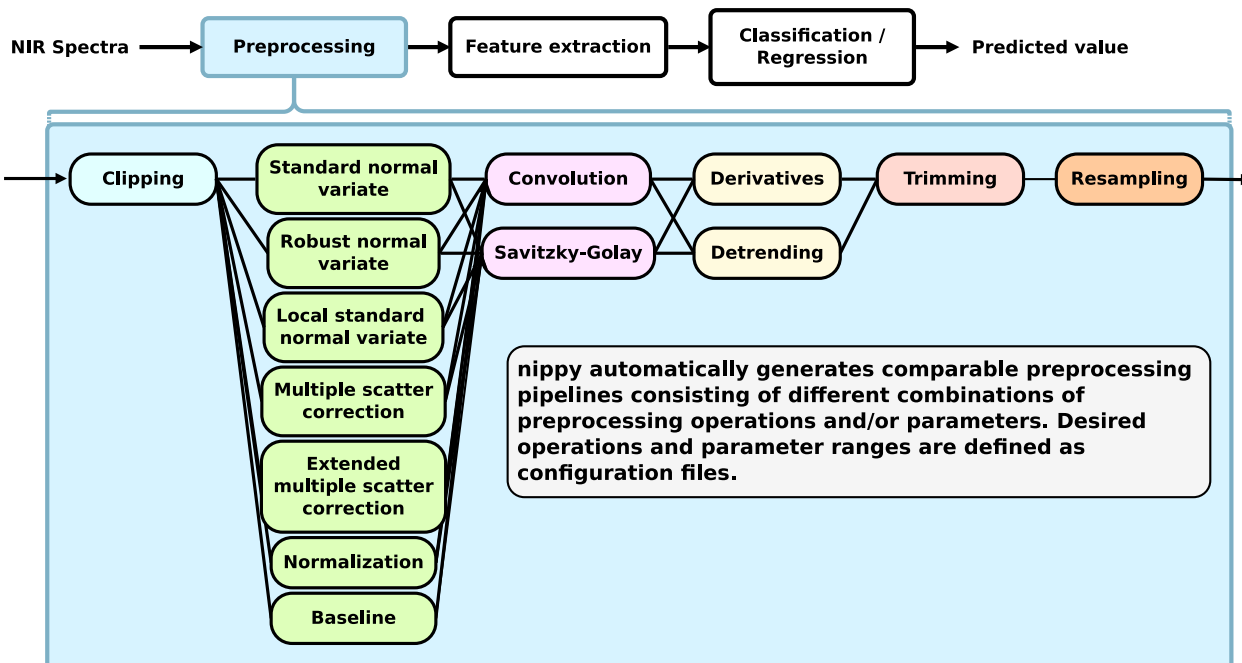 NIR Spectra
Preprocessing
Feature extraction
Classification /
Regression
Predicted value
Clipping
Standard normal
variate
Robust normal
variate
Local standard
normal variate
Multiple scatter
correction
Extended
multiple scatter
correction
Normalization
Baseline
Convolution
Savitzky-Golay
Derivatives
Detrending
Trimming
Resampling
nippy automatically generates comparable preprocessing
pipelines consisting of different combinations of
preprocessing operations and/or parameters. Desired
operations and parameter ranges are defined as
configuration files.